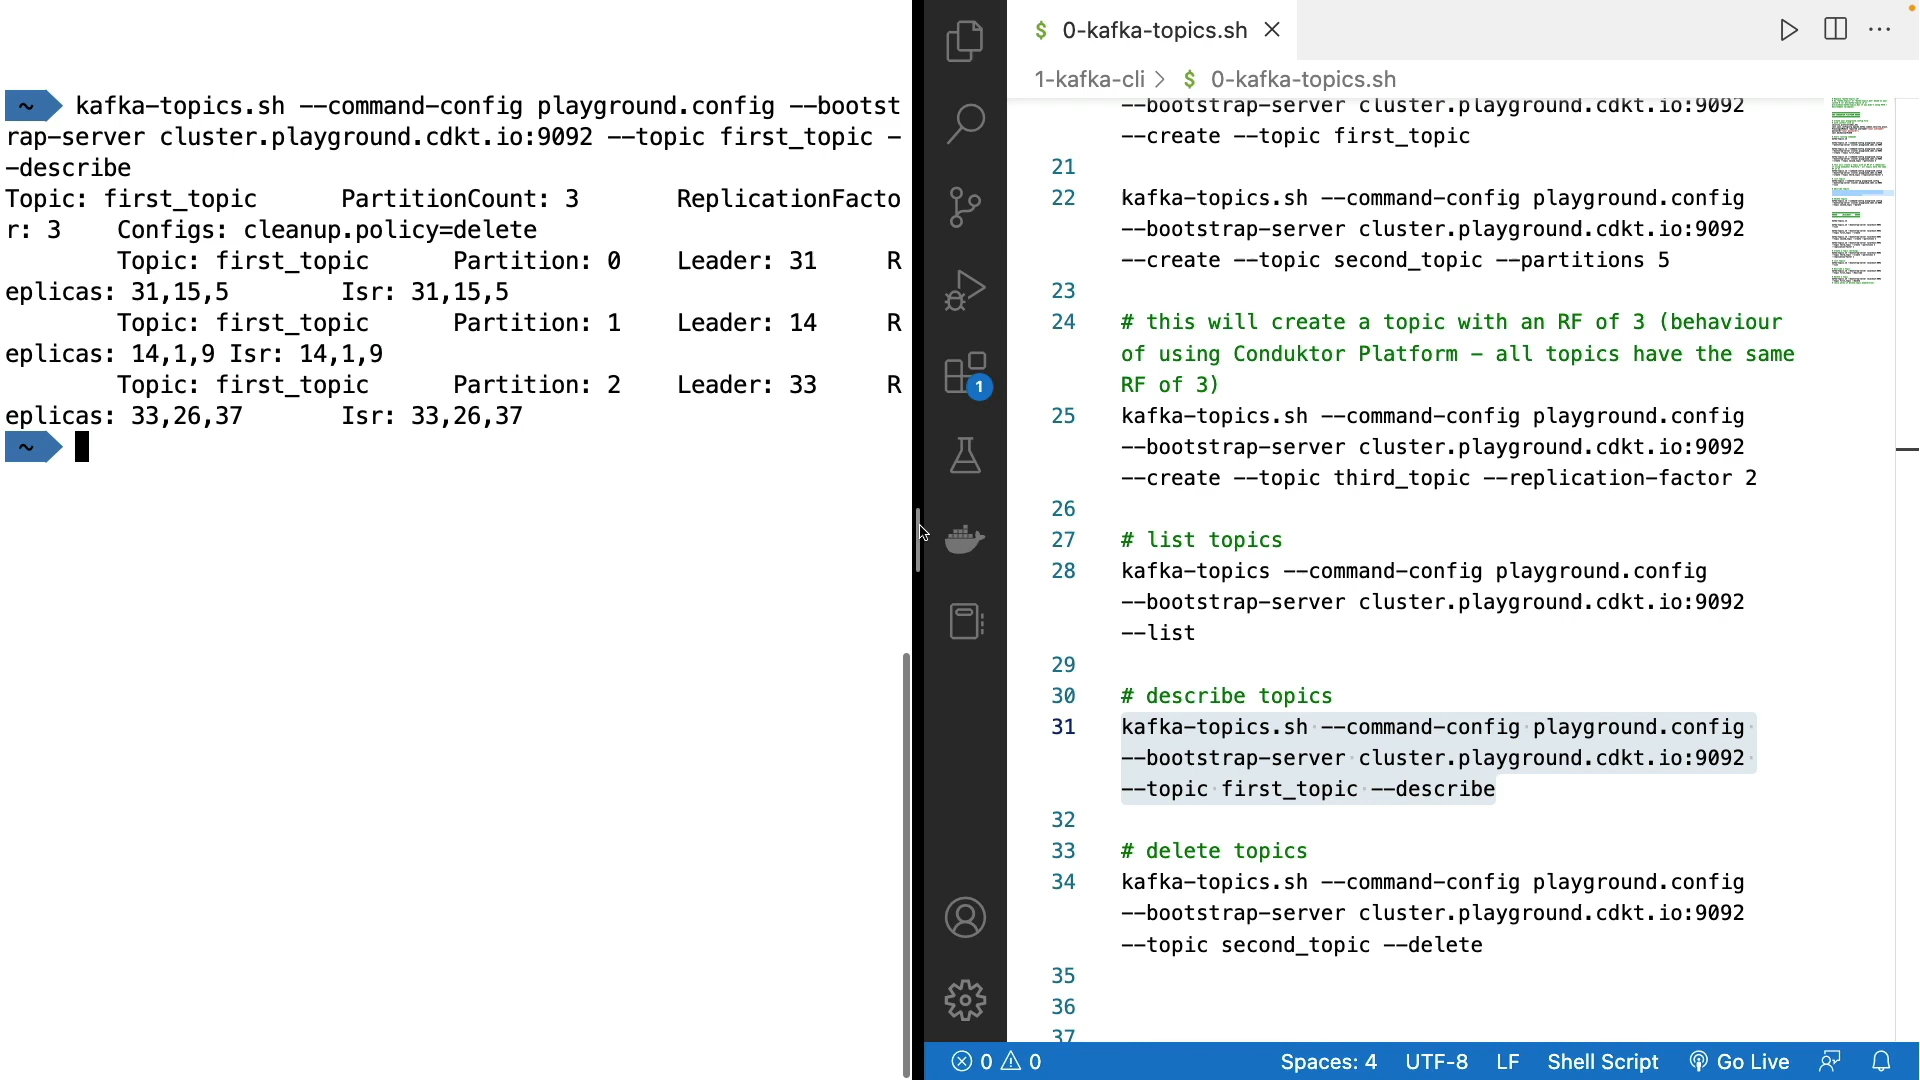 ~ kafka-topics.sh --command-config playground.config --bootst
rap-server cluster.playground.cdkt.io:9092 --topic first_topic -
-describe
Topic: first_topic PartitionCount: 3 ReplicationFacto
r: 3 Configs: cleanup.policy=delete
Topic: first_topic Partition: 0 Leader: 31 R
eplicas: 31,15,5 Isr: 31,15,5
Topic: first_topic Partition: 1 Leader: 14 R
eplicas: 14,1,9 Isr: 14,1,9
Topic: first_topic Partition: 2 Leader: 33 R
eplicas: 33,26,37 Isr: 33,26,37
~
1
$ 0-kafka-topics.sh
1-kafka-cli > $ 0-kafka-topics.sh
--bootstrap-server cluster.playground.cdkt.io:9092
--create --topic first_topic
21
22 kafka-topics.sh --command-config playground.config
--bootstrap-server cluster.playground.cdkt.io:9092
--create --topic second_topic --partitions 5
23
24 # this will create a topic with an RF of 3 (behaviour
of using Conduktor Platform - all topics have the same
RF of 3)
25 kafka-topics.sh --command-config playground.config
--bootstrap-server cluster.playground.cdkt.io:9092
--create --topic third_topic --replication-factor 2
26
27 # list topics
28 kafka-topics --command-config playground.config
--bootstrap-server cluster.playground.cdkt.io:9092
--list
29
30 # describe topics
31 kafka-topics.sh --command-config playground.config
--bootstrap-server cluster.playground.cdkt.io:9092
--topic first_topic --describe
32
33 # delete topics
34 kafka-topics.sh --command-config playground.config
--bootstrap-server cluster.playground.cdkt.io:9092
--topic second_topic --delete
35
36
37
0 0 Spaces: 4 UTF-8 LF Shell Script Go Live